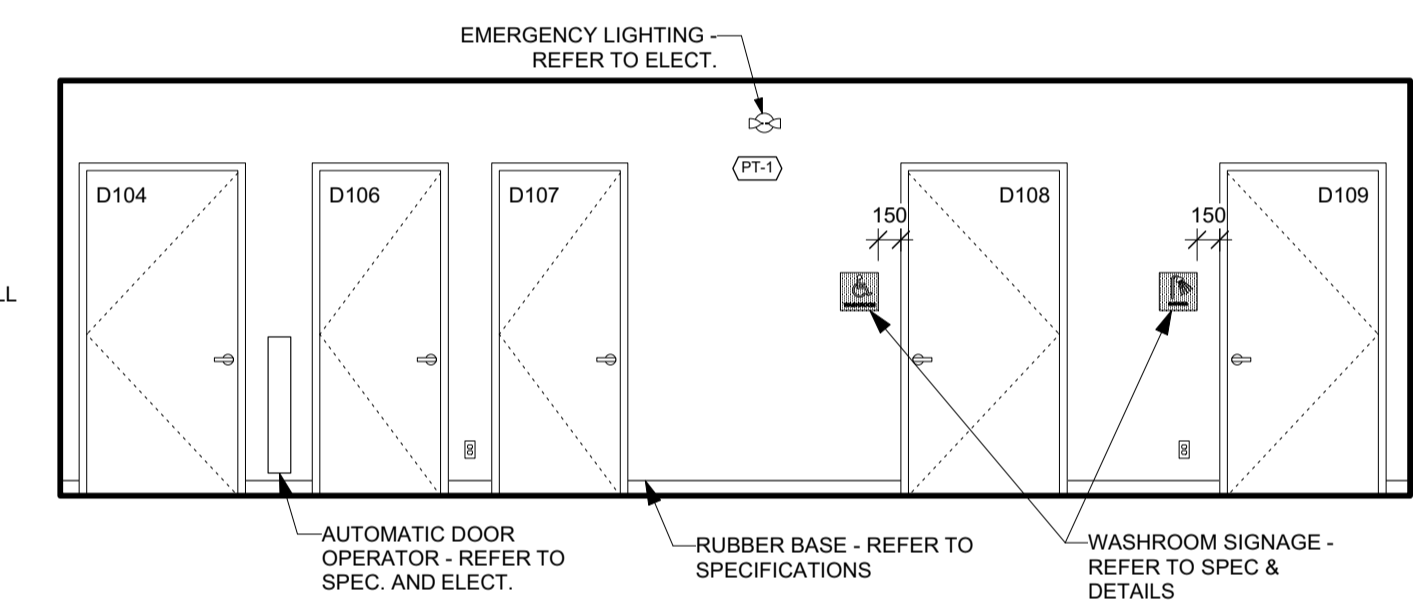 EMERGENCY LIGHTING -
REFER TO ELECT.
PT-1
D104
D106
D107
D108
D109
150
150
LL
AUTOMATIC DOOR
OPERATOR - REFER TO
SPEC. AND ELECT.
RUBBER BASE - REFER TO
SPECIFICATIONS
WASHROOM SIGNAGE -
REFER TO SPEC &
DETAILS